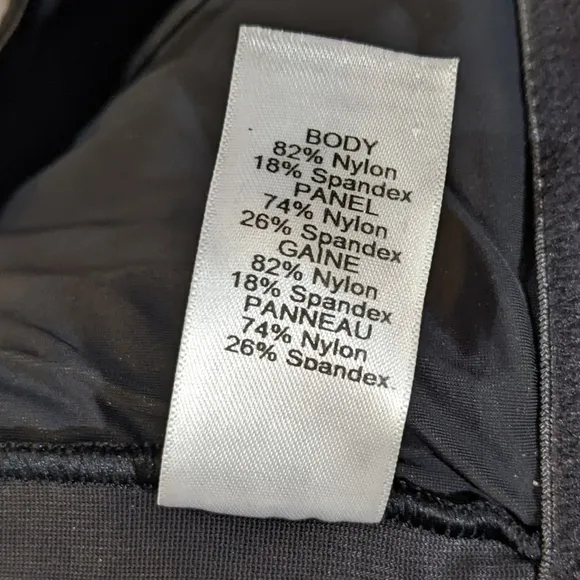 BODY
82% Nylon
18% Spandex
PANEL
74% Nylon
26% Spandex
GAINE
82% Nylon
18% Spandex
PANNEAU
74% Nylon
26% Spandex